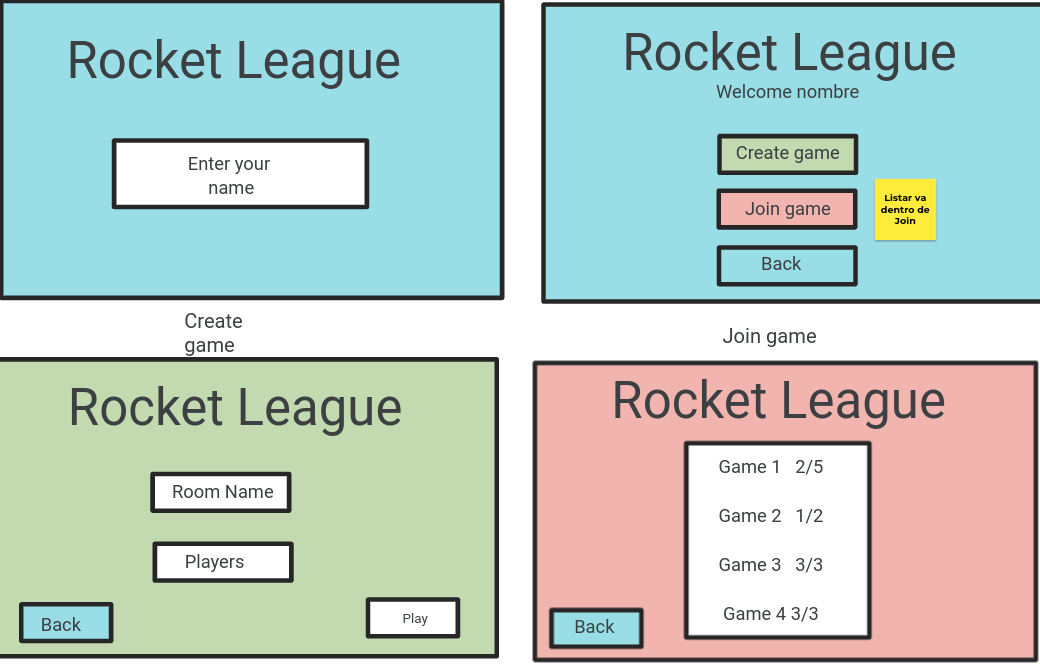 Rocket League
Enter your
name
Rocket League
Welcome nombre
Create game
Join game
Listar va
dentro de
Join
Back
Create
game
Rocket League
Room Name
Players
Back
Play
Join game
Rocket League
Game 1 2/5
Game 2 1/2
Game 3 3/3
Game 4 3/3
Back